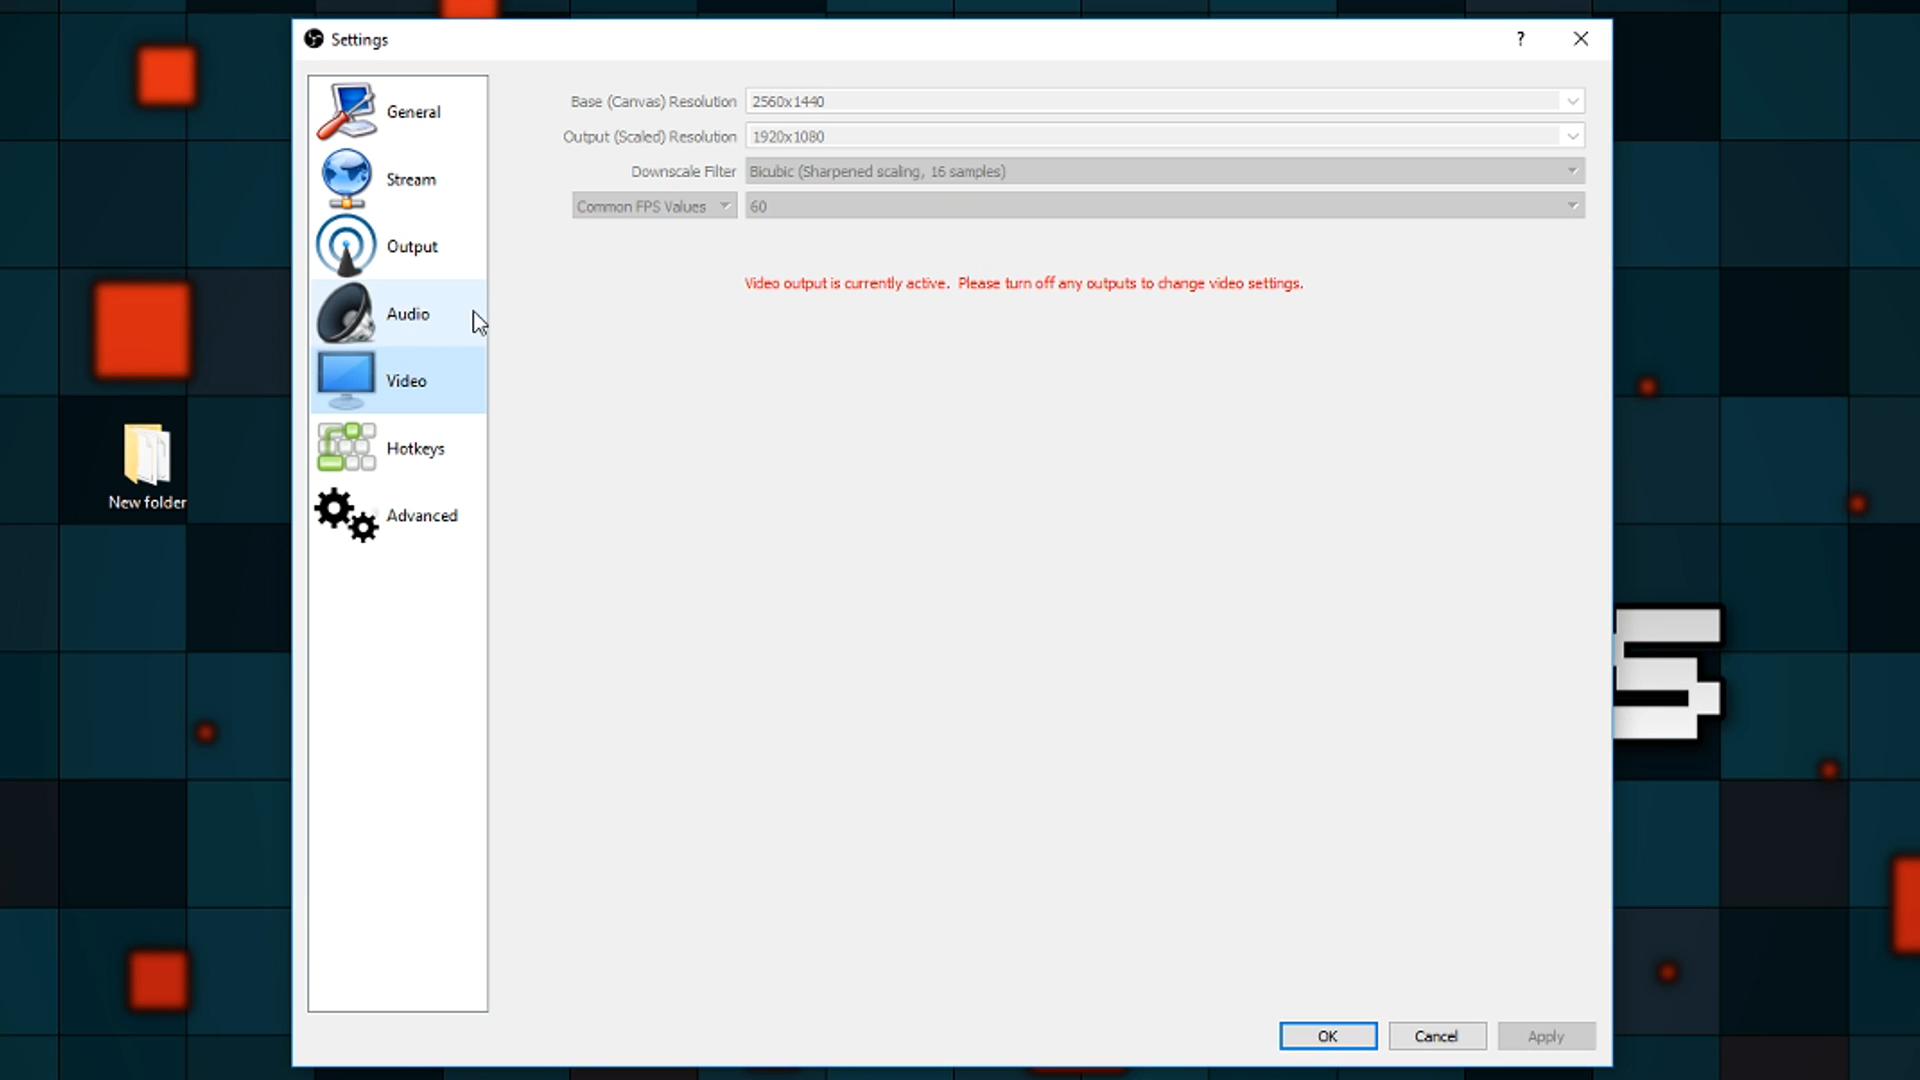 Settings
?
General
Stream
Output
Audio
Video
Hotkeys
Advanced
Base (Canvas) Resolution 2560x1440
Output (Scaled) Resolution 1920x1080
Downscale Filter Bicubic (Sharpened scaling, 16 samples)
Common FPS Values 60
Video output is currently active.  Please turn off any outputs to change video settings.
New folder
S
OK Cancel Apply